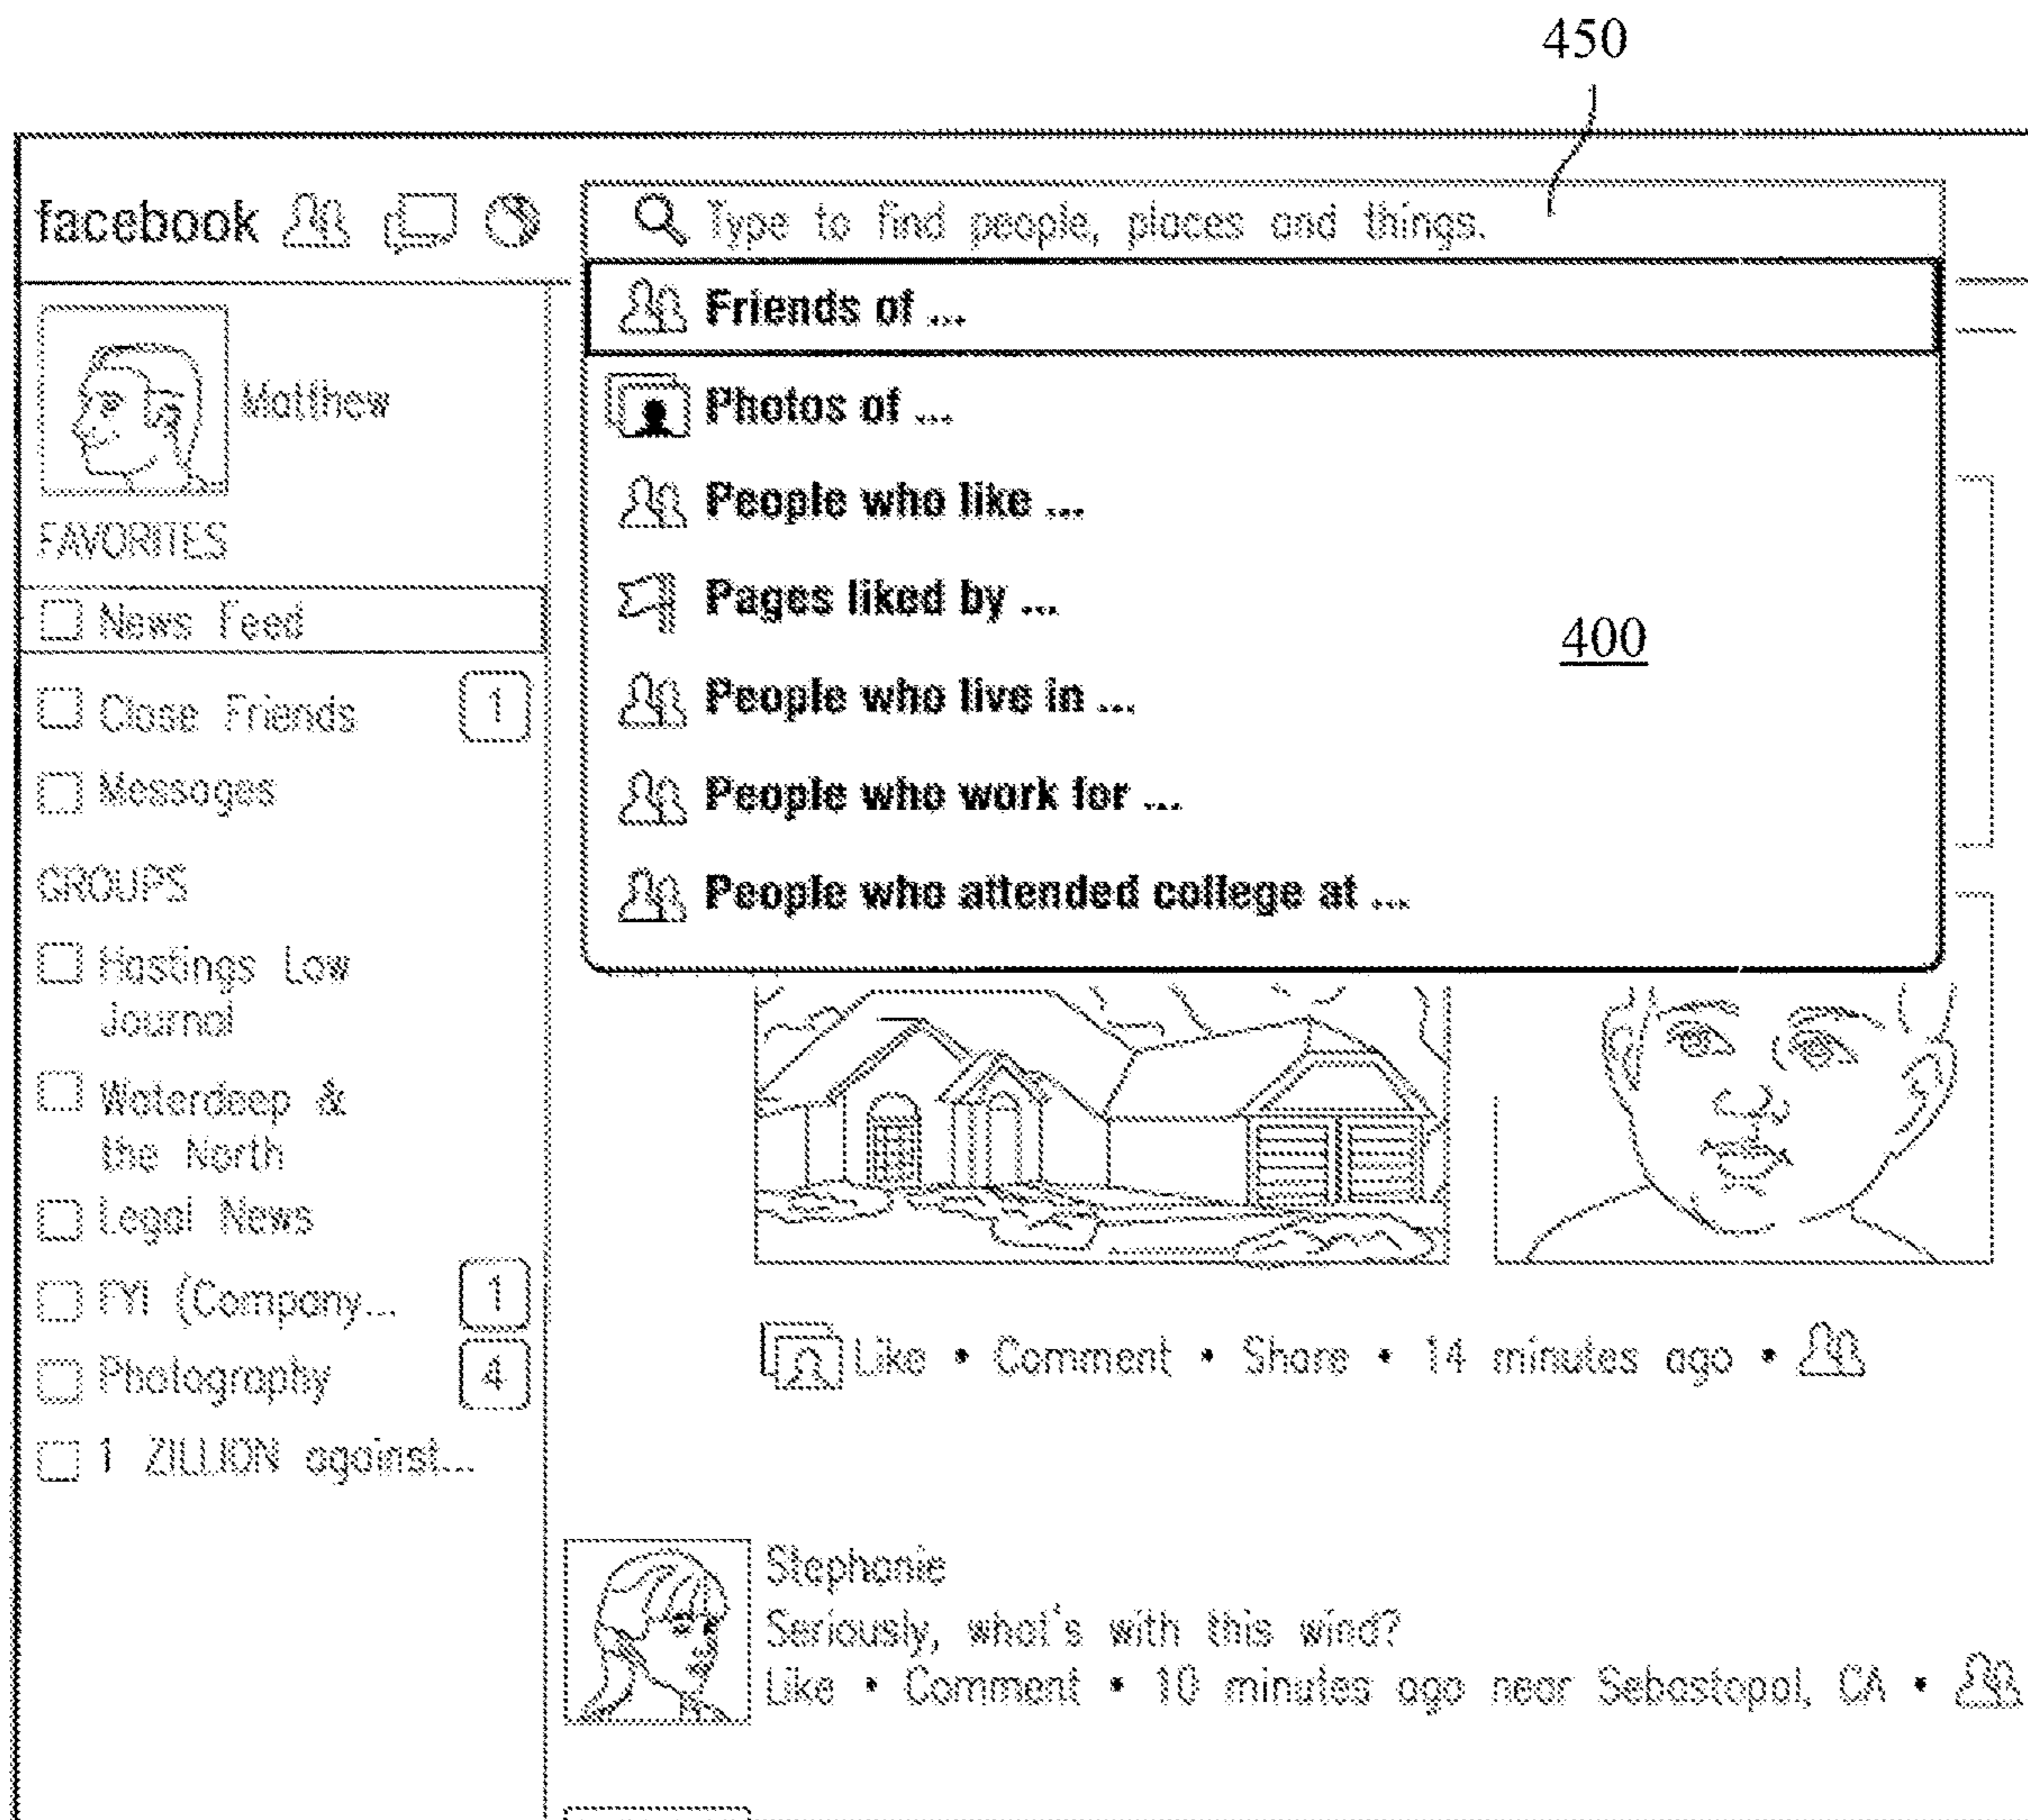 450
facebook
Type to find people, places and things.
Friends of ...
Photos of ...
People who like ...
Pages liked by ...
People who live in ...
People who work for ...
People who attended college at ...
400
Matthew
FAVORITES
News Feed
Close Friends 1
Messages
GROUPS
Hastings Law
Journal
Waterdeep &
the North
Legal News
FYI (Company... 1
Photography 4
1 ZILLION against...
Like • Comment • Share • 14 minutes ago •
Stephanie
Seriously, what's with this wind?
Like • Comment • 10 minutes ago near Sebastopol, CA •